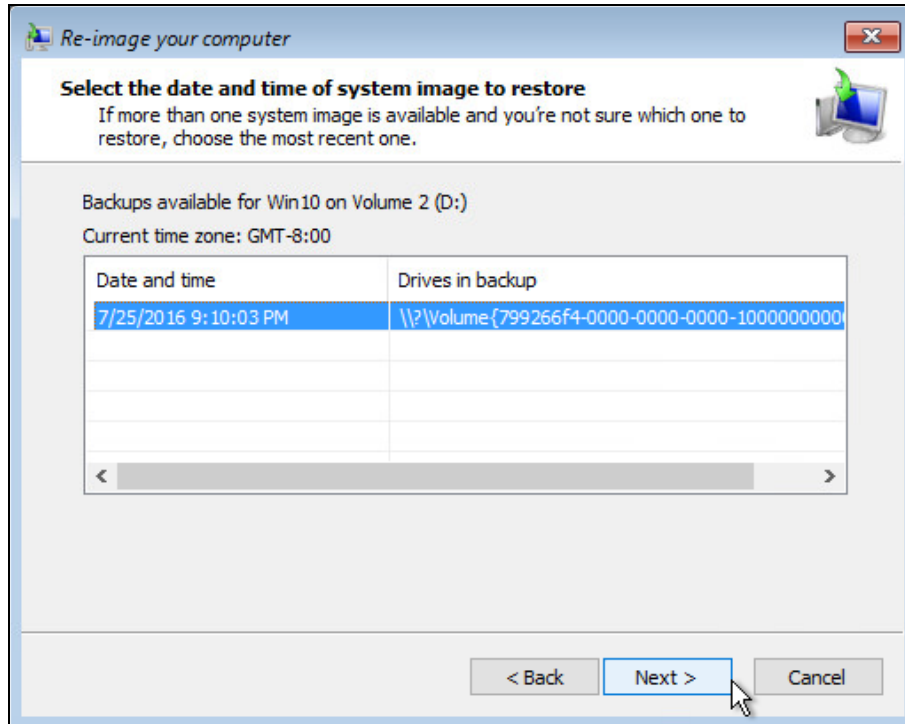 Re-image your computer
Select the date and time of system image to restore
If more than one system image is available and you're not sure which one to
restore, choose the most recent one.
Backups available for Win10 on Volume 2 (D:)
Current time zone: GMT-8:00
Date and time Drives in backup
7/25/2016 9:10:03 PM \\?\Volume{799266f4-0000-0000-0000-1000000000
< Back Next > Cancel